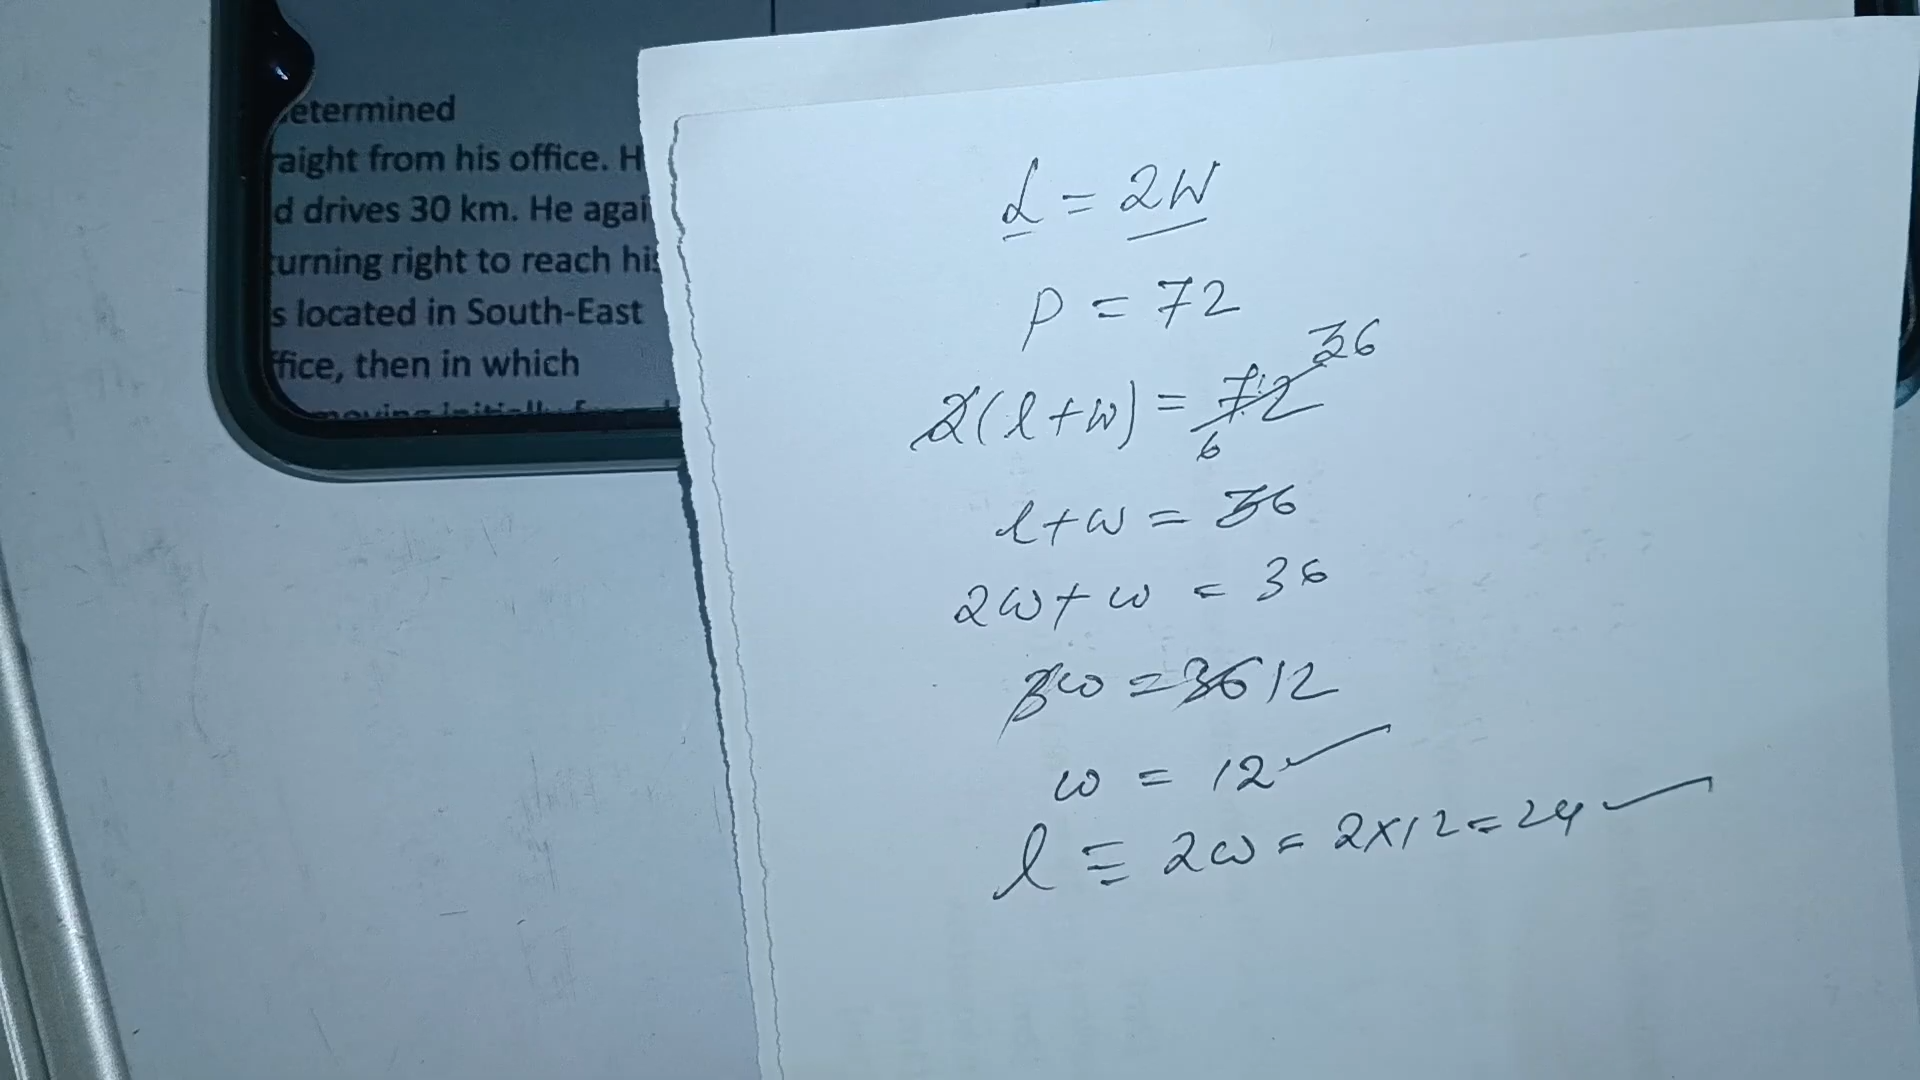 etermined
aight from his office. H
d drives 30 km. He agai
urning right to reach his
s located in South-East
ffice, then in which
L = 2W
P = 72
2(l+w) = 72 36
6
l+w = 36
2w+w = 36
3w = 36 12
w = 12
l = 2w = 2×12 = 24